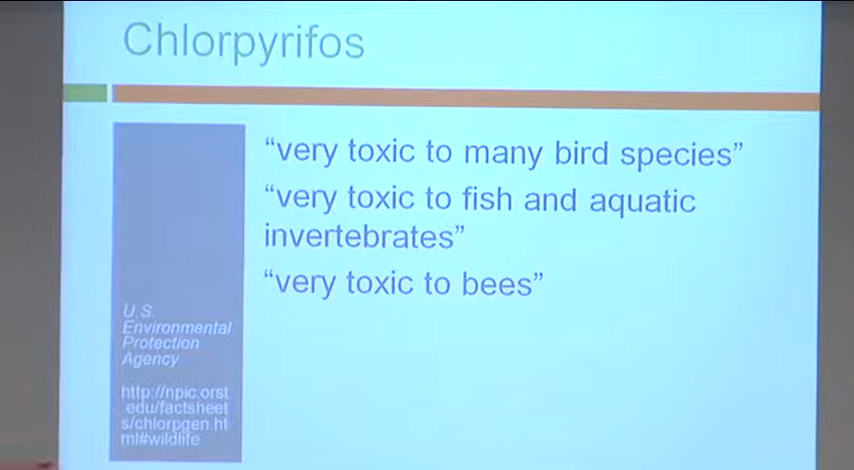 Chlorpyrifos
“very toxic to many bird species”
“very toxic to fish and aquatic
invertebrates”
“very toxic to bees”
U.S.
Environmental
Protection
Agency
http://npic.orst
.edu/factsheet
s/chlorpgen.ht
ml#wildlife